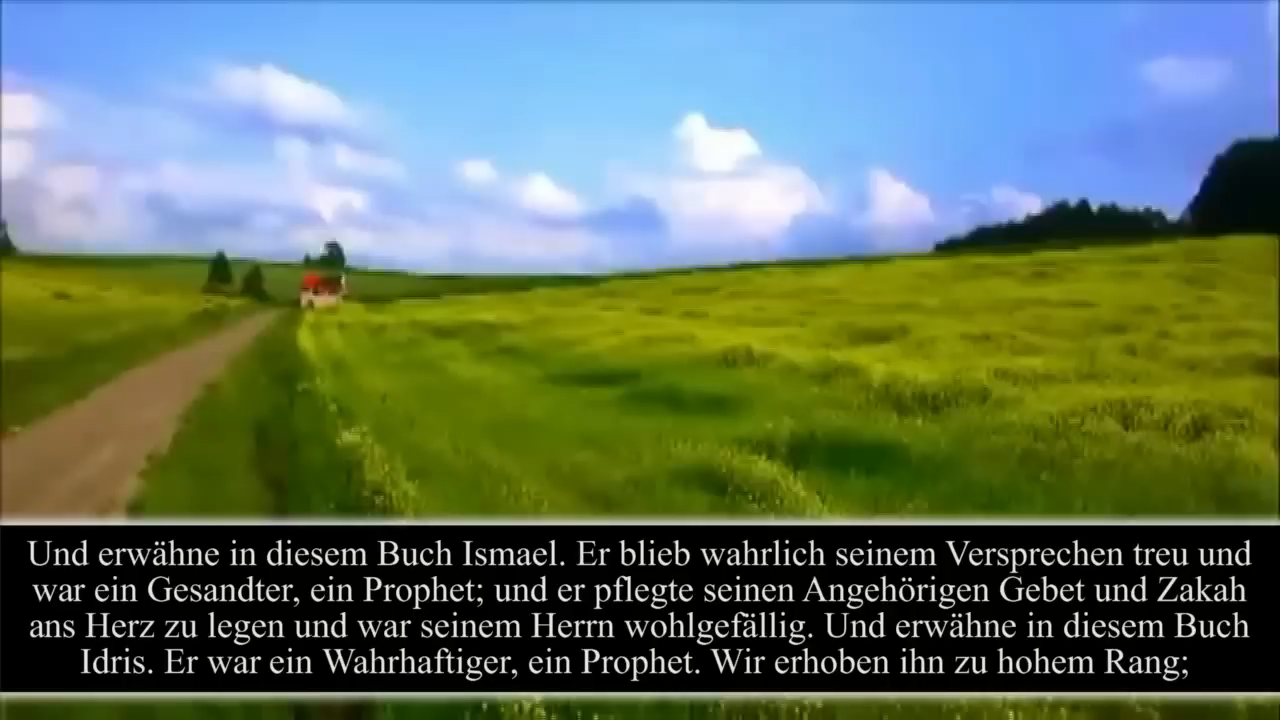 Und erwähne in diesem Buch Ismael. Er blieb wahrlich seinem Versprechen treu und
war ein Gesandter, ein Prophet; und er pflegte seinen Angehörigen Gebet und Zakah
ans Herz zu legen und war seinem Herrn wohlgefällig. Und erwähne in diesem Buch
Idris. Er war ein Wahrhaftiger, ein Prophet. Wir erhoben ihn zu hohem Rang;